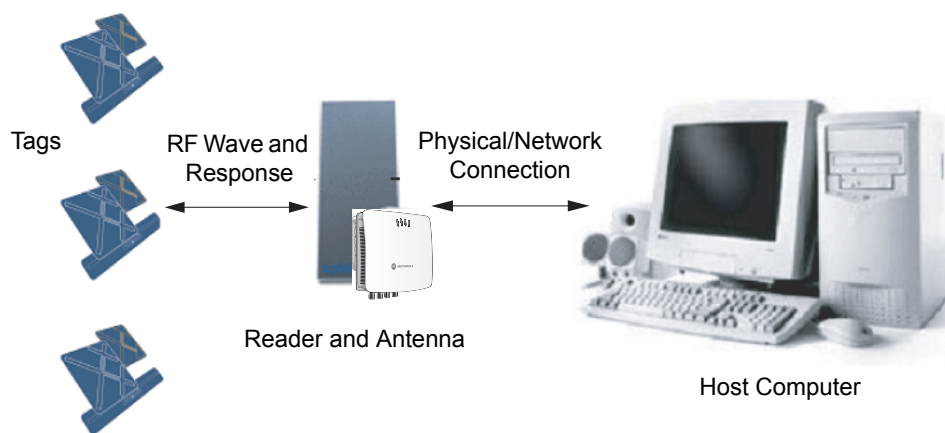 Tags
RF Wave and
Response
Physical/Network
Connection
Reader and Antenna
Host Computer